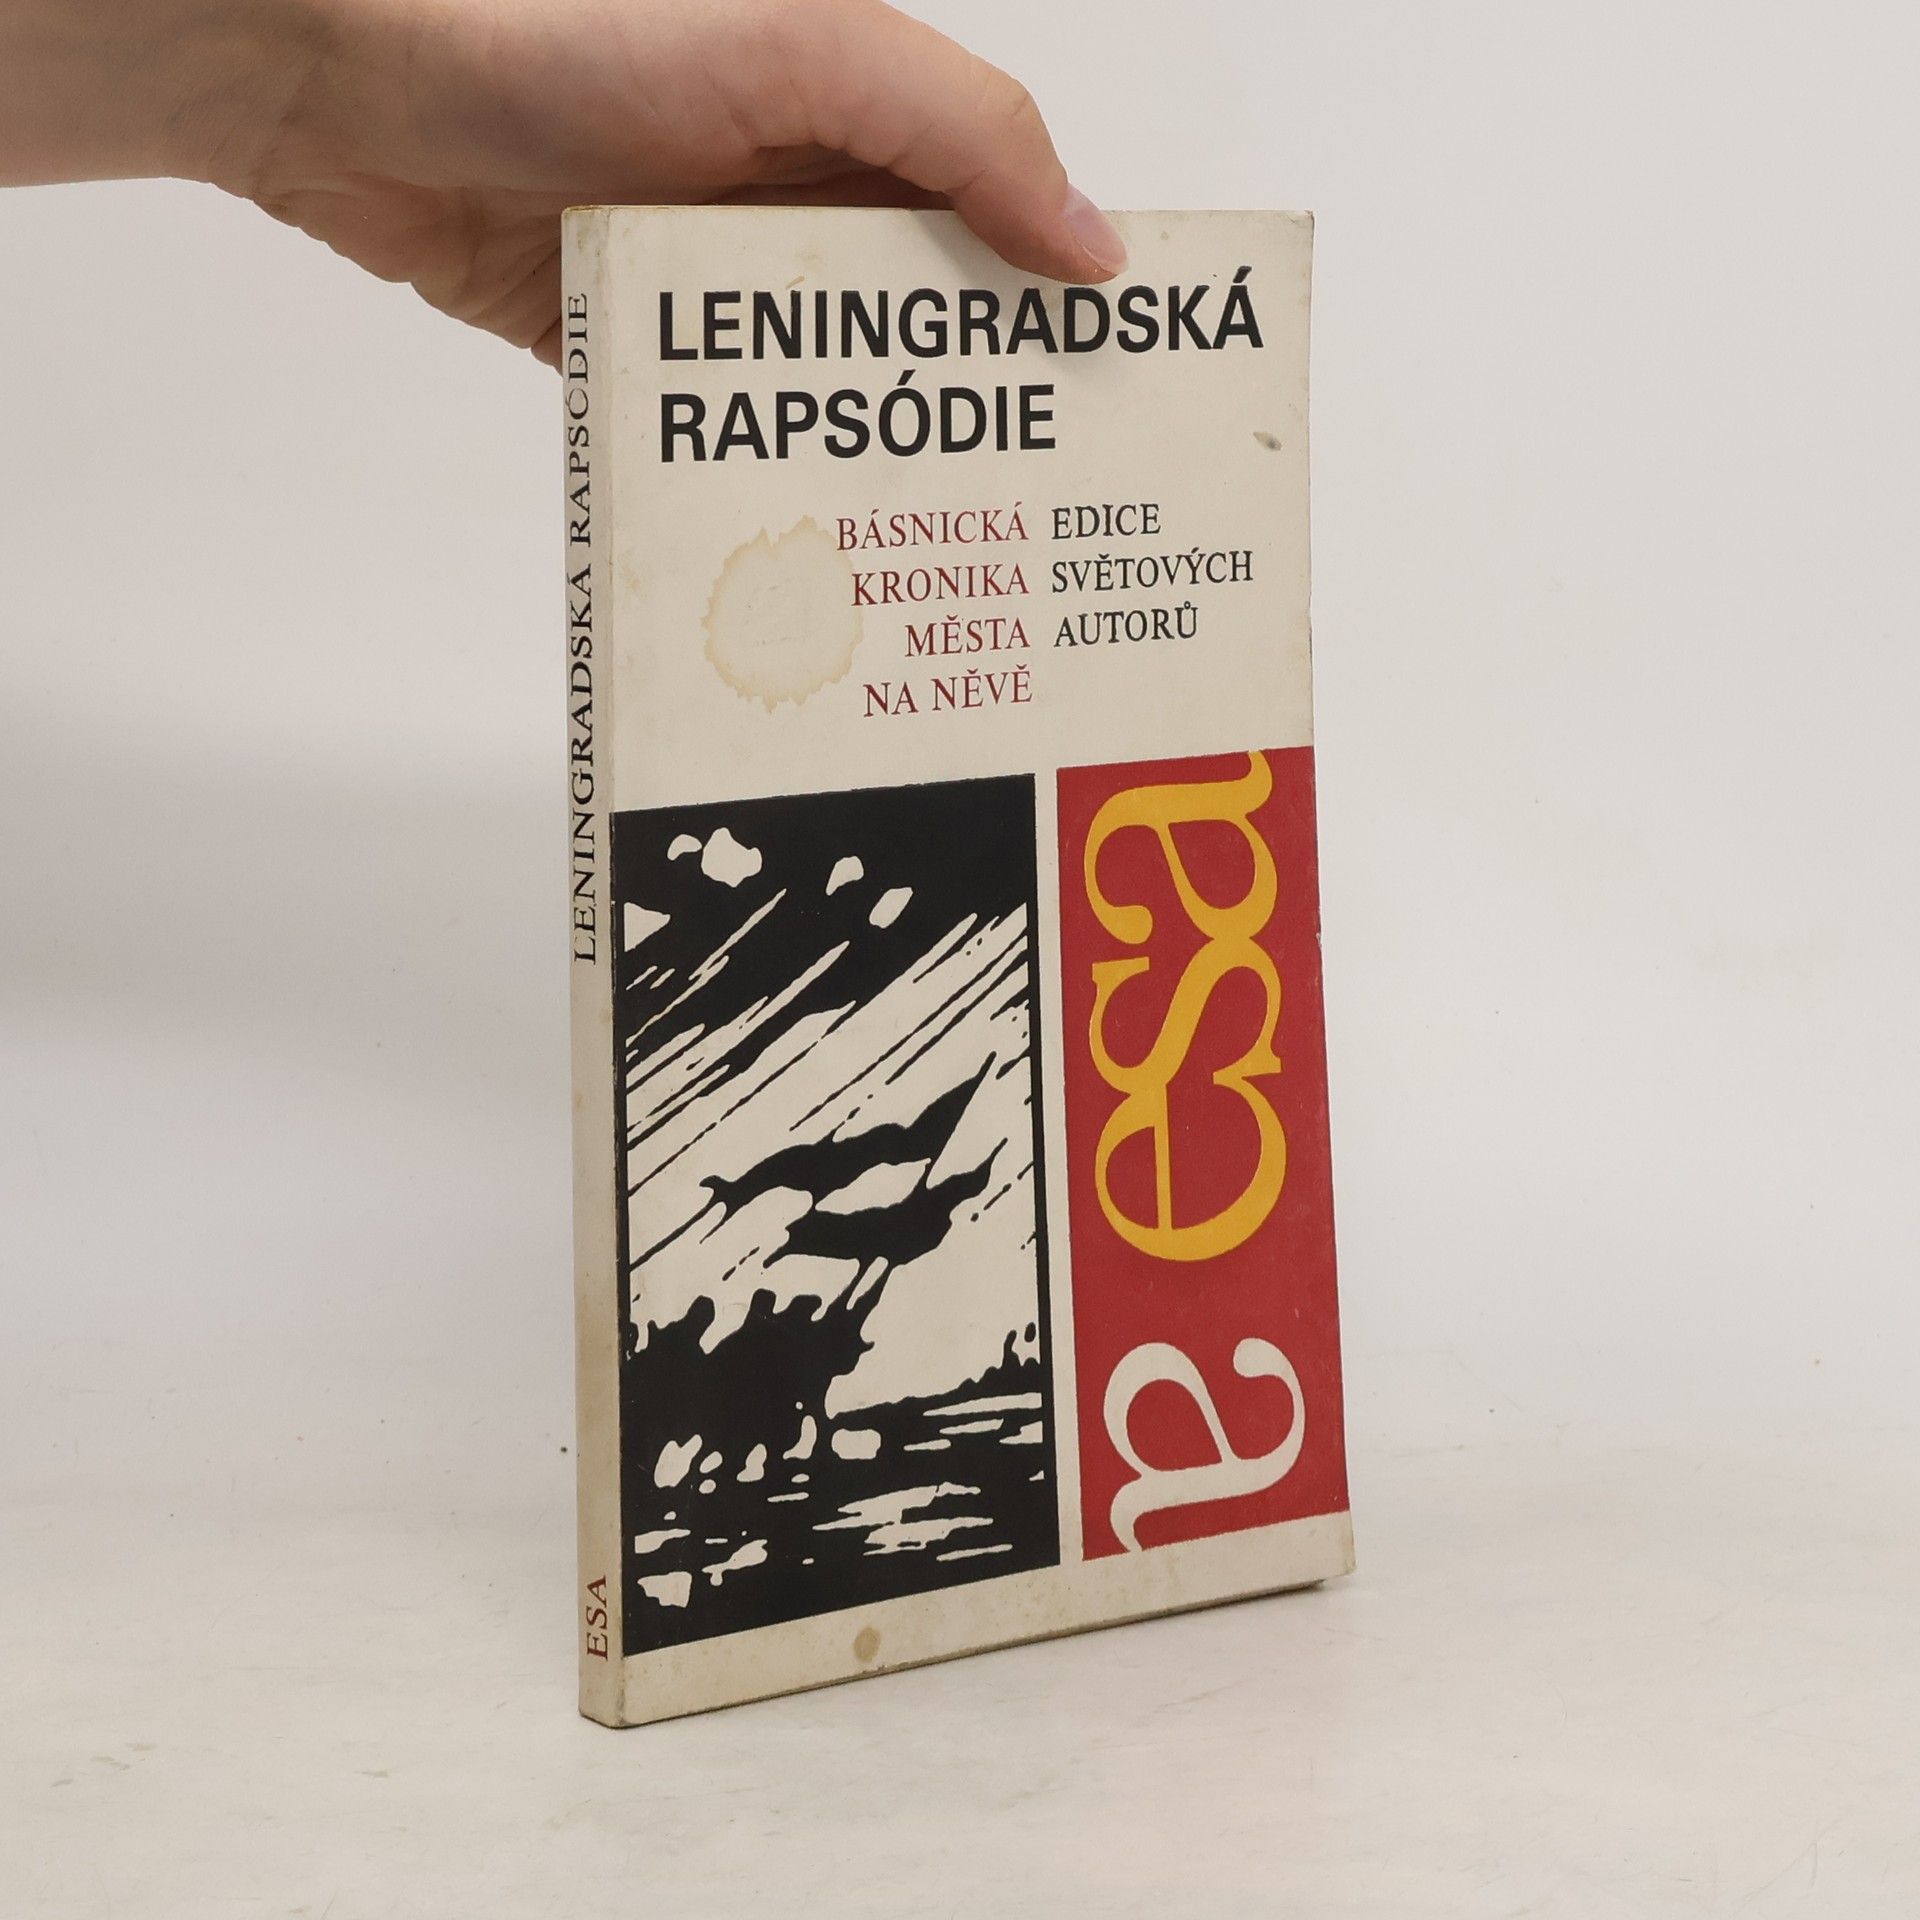 LENINGRADSKÁ
RAPSÓDIE
BÁSNICKÁ
KRONIKA
MĚSTA
NA NĚVĚ
EDICE
SVĚTOVÝCH
AUTORŮ
esa
a
LENINGRADSKÁ RAPSÓDIE
ESA